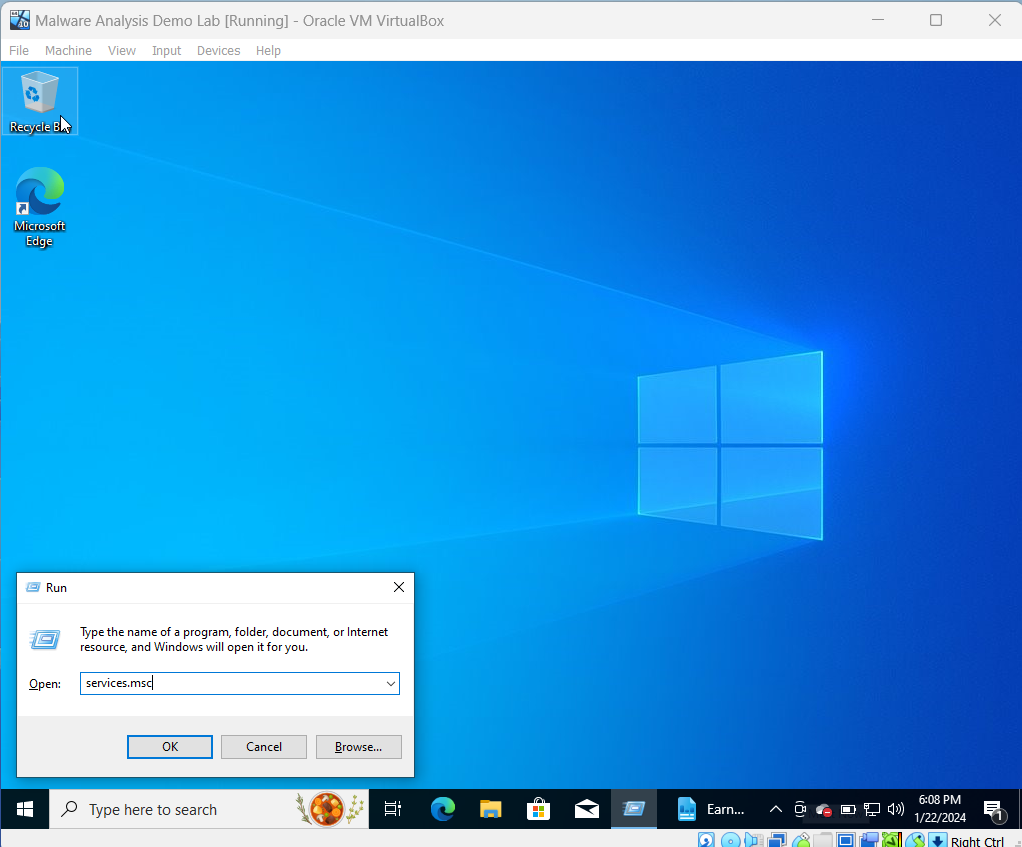 Malware Analysis Demo Lab [Running] - Oracle VM VirtualBox
File Machine View Input Devices Help
Recycle B
Microsoft
Edge
Run
Type the name of a program, folder, document, or Internet
resource, and Windows will open it for you.
Open: services.msc
OK Cancel Browse...
Type here to search
Earn...
6:08 PM
1/22/2024
1
Right Ctrl